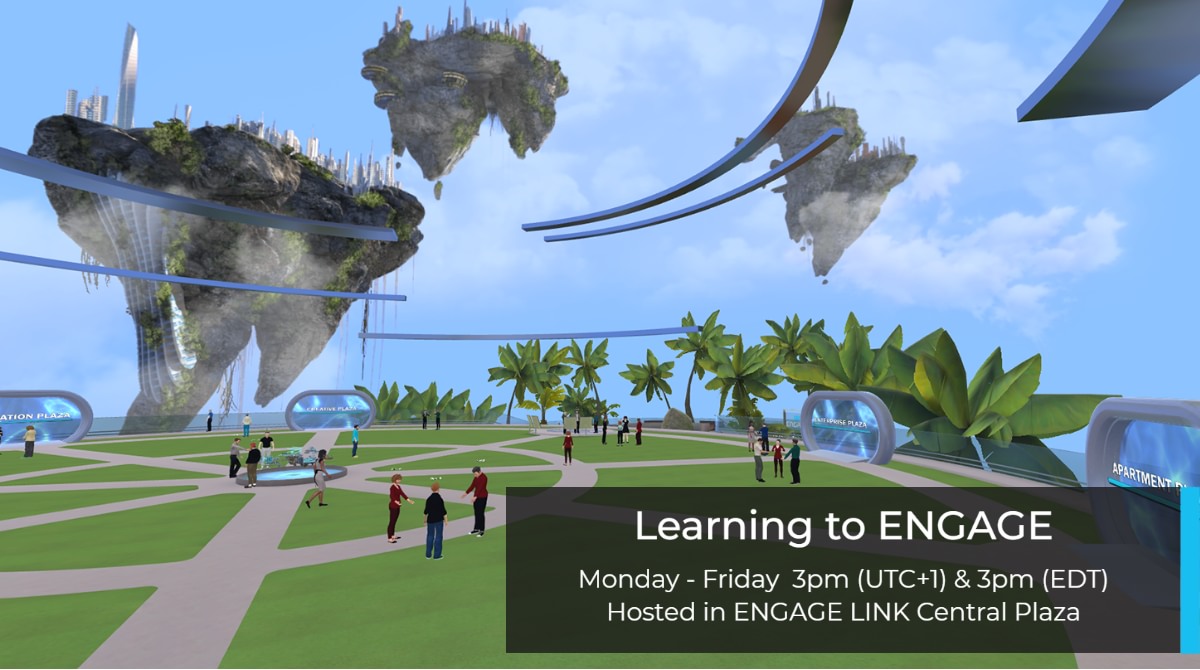 ATION PLAZA
CREATIVE PLAZA
ENTERPRISE PLAZA
APARTMENT P
Learning to ENGAGE
Monday - Friday 3pm (UTC+1) & 3pm (EDT)
Hosted in ENGAGE LINK Central Plaza